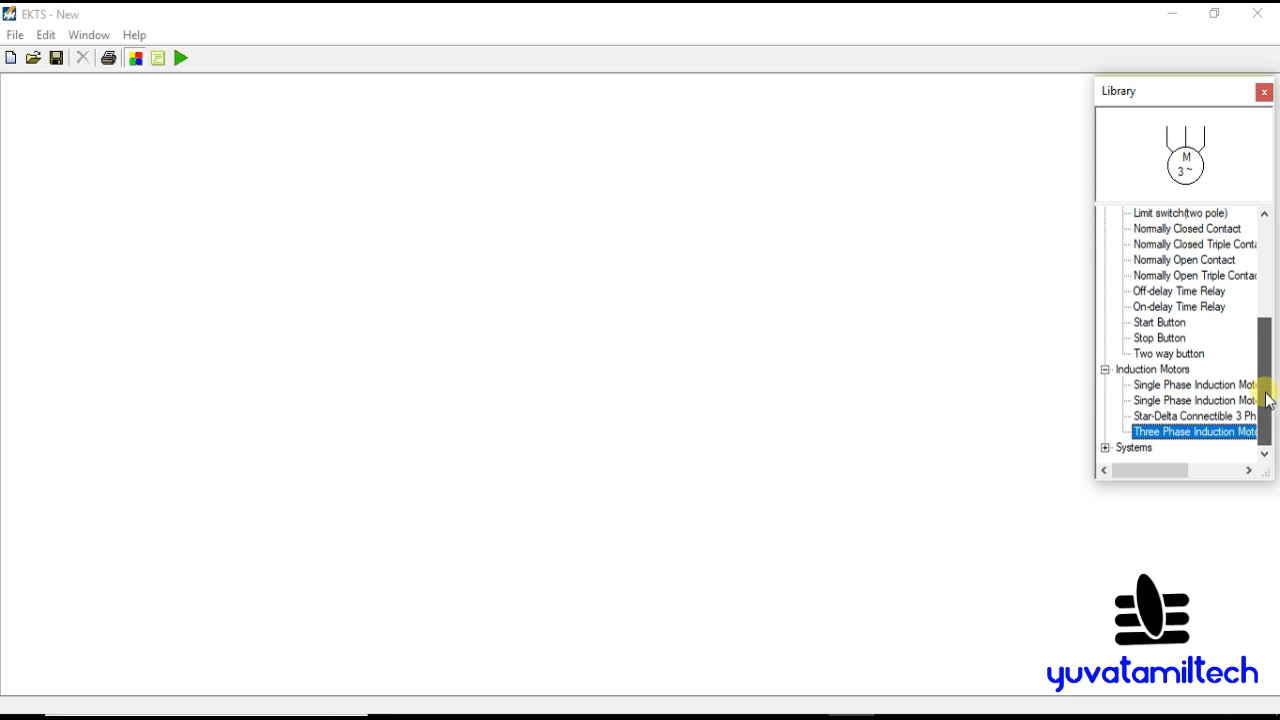 EKTS - New
File Edit Window Help
Library
x
M
3 ~
Limit switch(two pole)
Normally Closed Contact
Normally Closed Triple Conta
Normally Open Contact
Normally Open Triple Contac
Off-delay Time Relay
On-delay Time Relay
Start Button
Stop Button
Two way button
Induction Motors
Single Phase Induction Moto
Single Phase Induction Moto
Star-Delta Connectible 3 Ph
Three Phase Induction Moto
Systems
yuvatamiltech